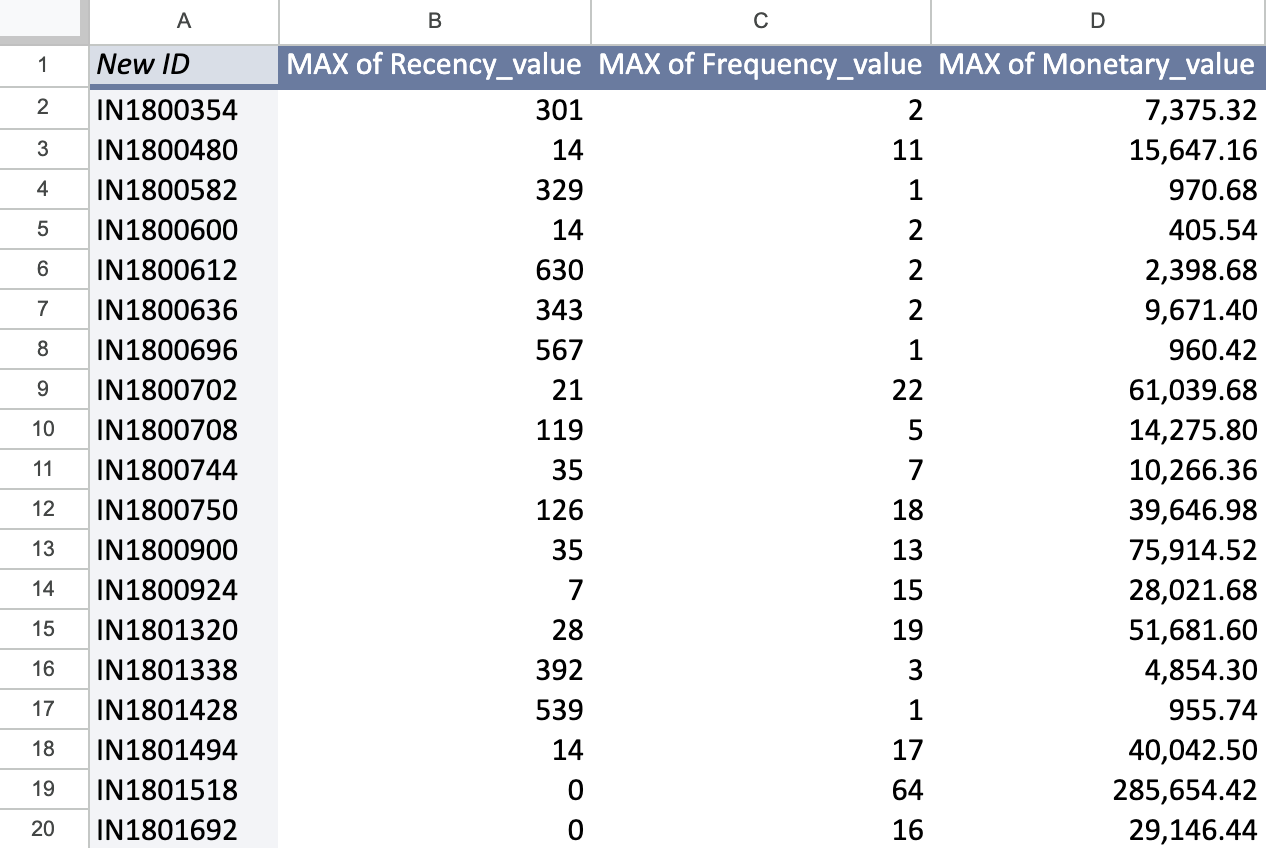 A B C D
1 New ID MAX of Recency_value MAX of Frequency_value MAX of Monetary_value
2 IN1800354 301 2 7,375.32
3 IN1800480 14 11 15,647.16
4 IN1800582 329 1 970.68
5 IN1800600 14 2 405.54
6 IN1800612 630 2 2,398.68
7 IN1800636 343 2 9,671.40
8 IN1800696 567 1 960.42
9 IN1800702 21 22 61,039.68
10 IN1800708 119 5 14,275.80
11 IN1800744 35 7 10,266.36
12 IN1800750 126 18 39,646.98
13 IN1800900 35 13 75,914.52
14 IN1800924 7 15 28,021.68
15 IN1801320 28 19 51,681.60
16 IN1801338 392 3 4,854.30
17 IN1801428 539 1 955.74
18 IN1801494 14 17 40,042.50
19 IN1801518 0 64 285,654.42
20 IN1801692 0 16 29,146.44